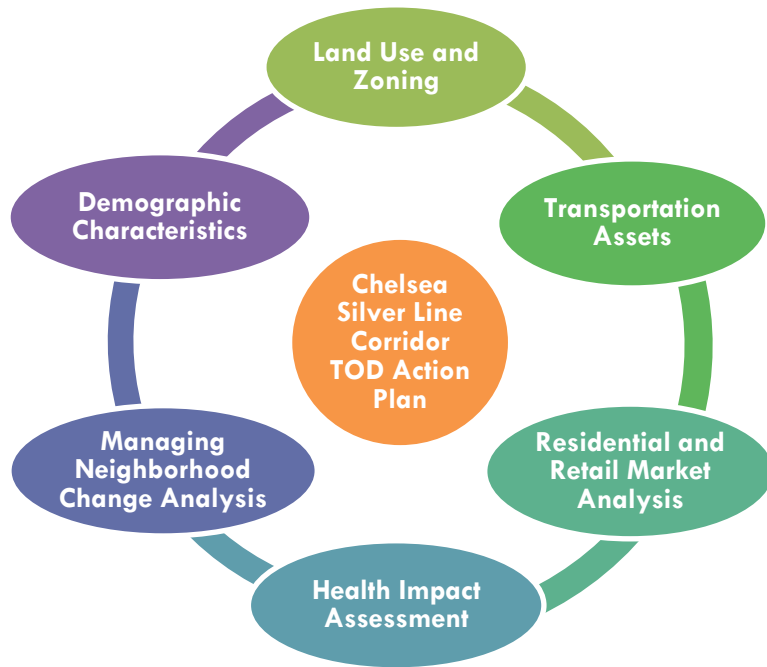 Land Use and
Zoning
Transportation
Assets
Residential and
Retail Market
Analysis
Health Impact
Assessment
Managing
Neighborhood
Change Analysis
Demographic
Characteristics
Chelsea
Silver Line
Corridor
TOD Action
Plan